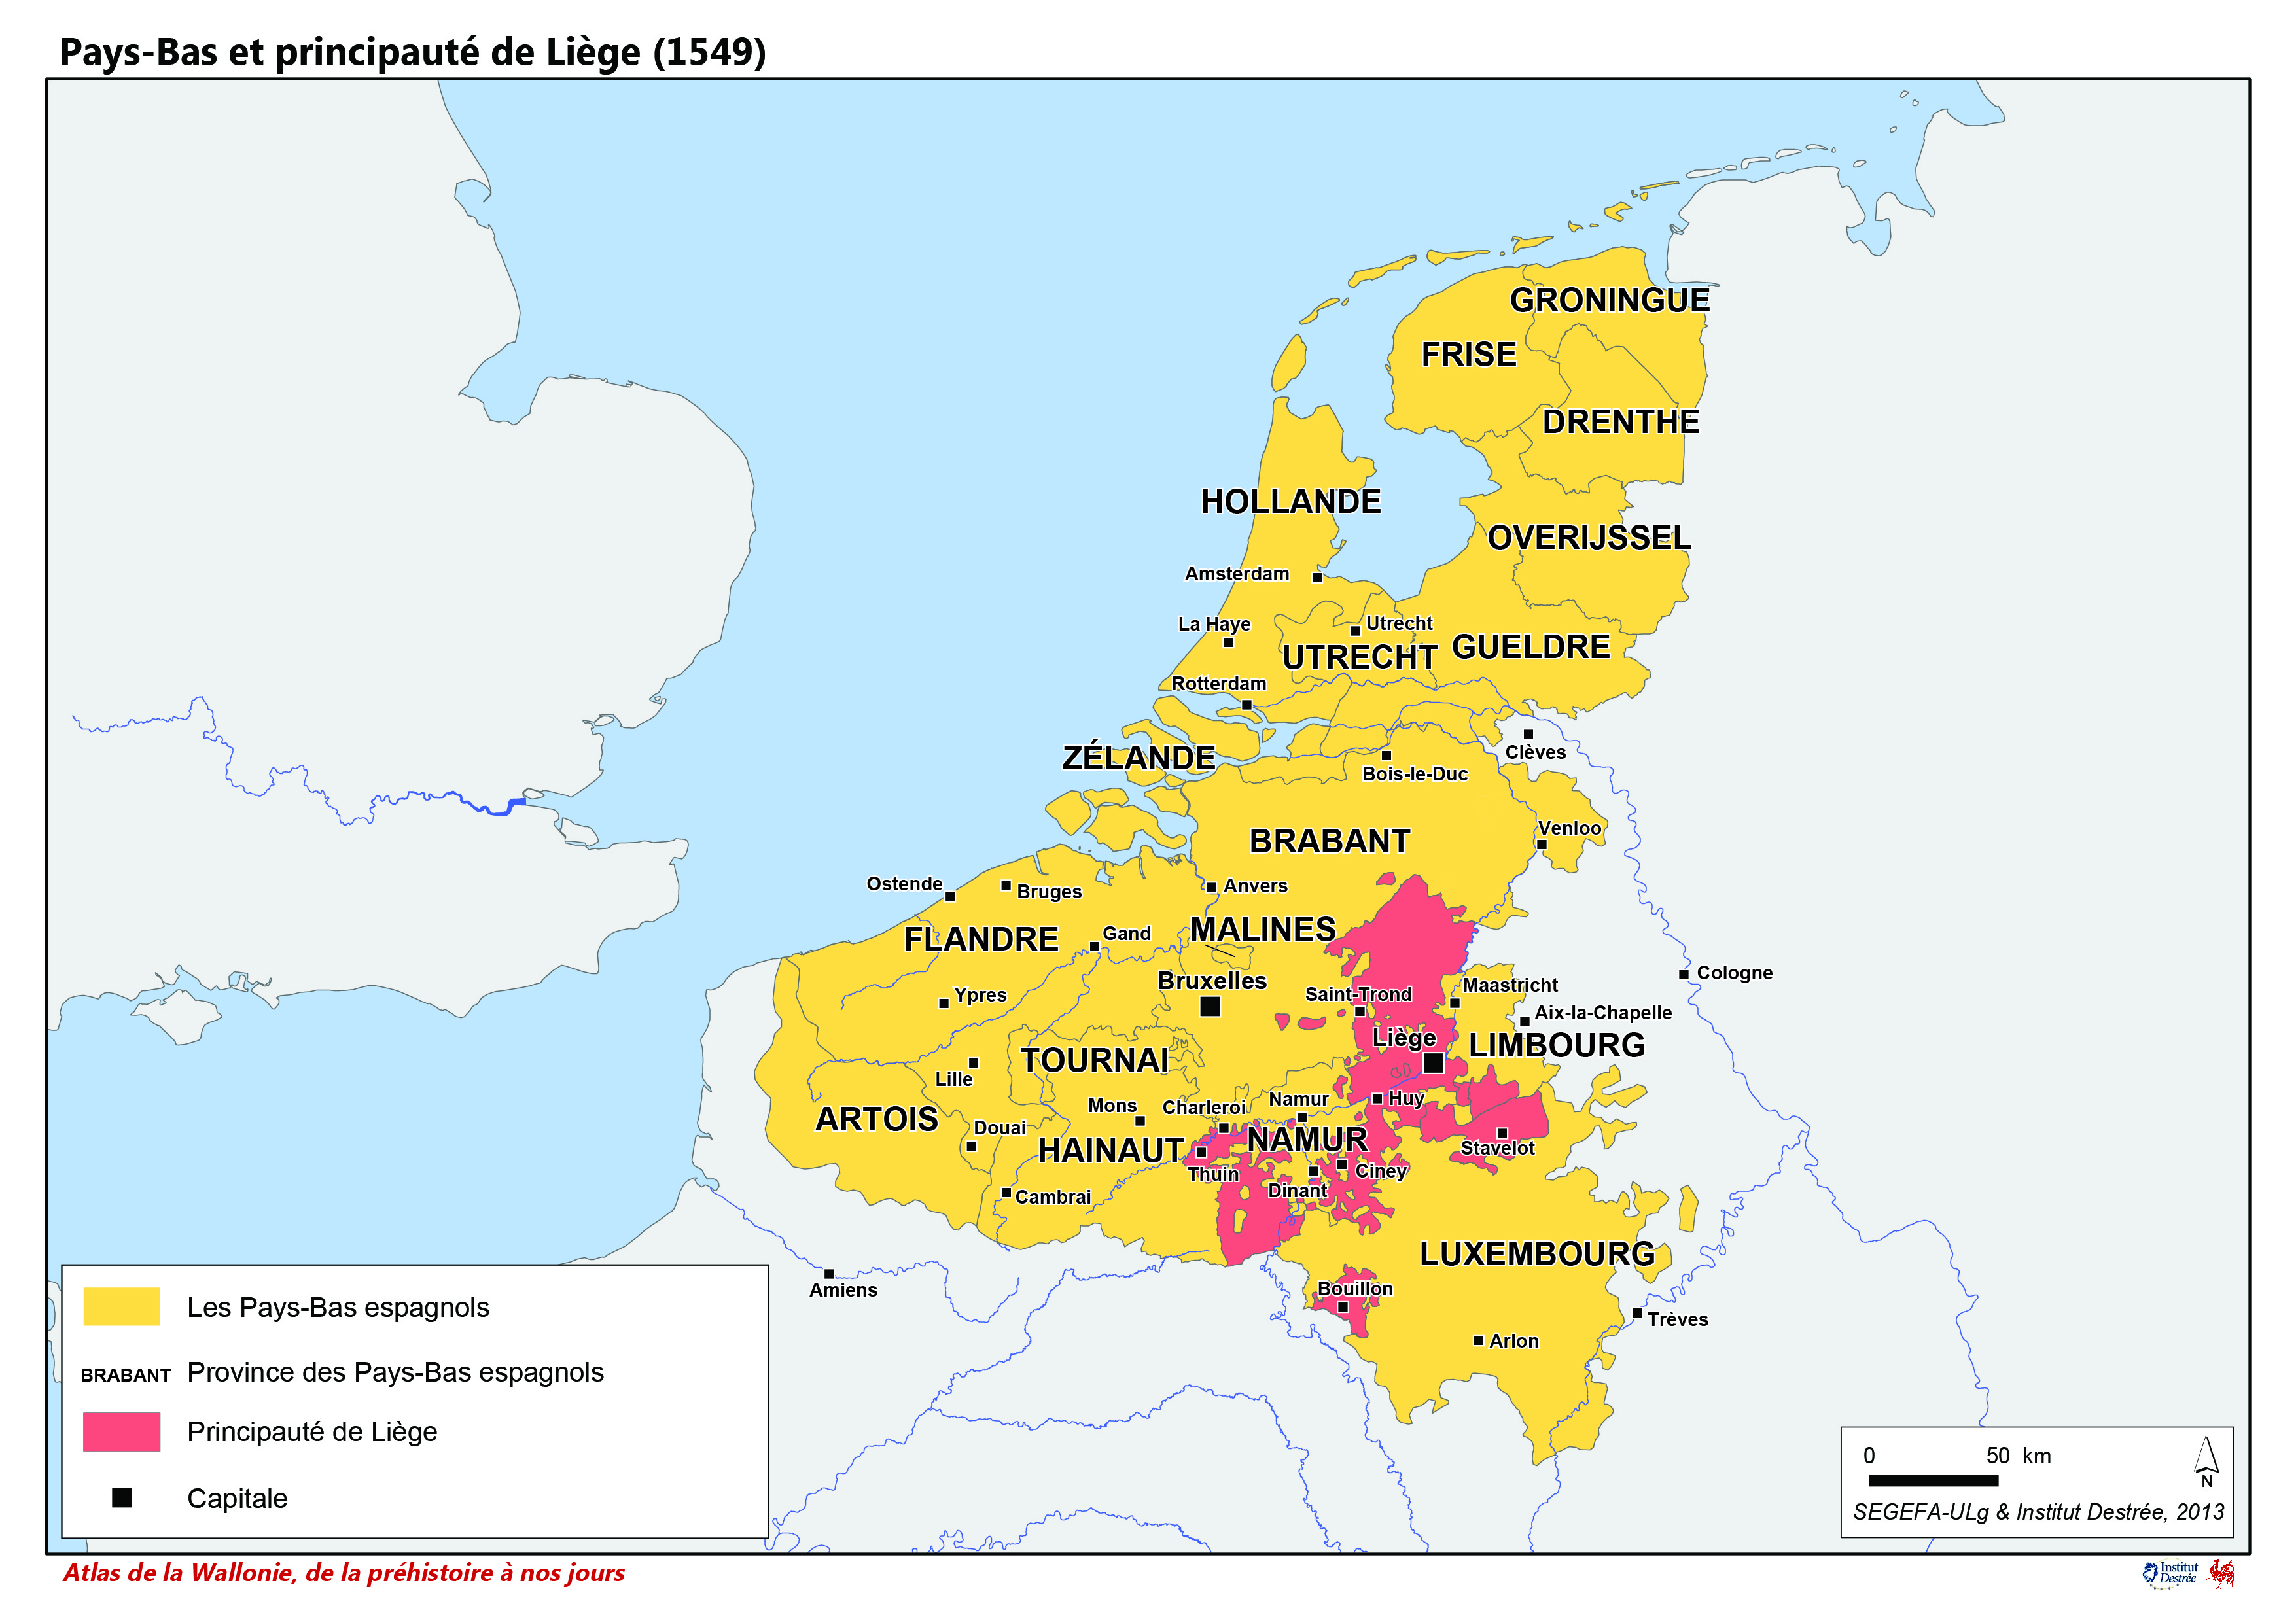 Pays-Bas et principauté de Liège (1549)
GRONINGUE
FRISE
DRENTHE
HOLLANDE
OVERIJSSEL
Amsterdam
La Haye
Utrecht
UTRECHT
GUELDRE
Rotterdam
ZÉLANDE
Clèves
Bois-le-Duc
Venloo
BRABANT
Ostende
Bruges
Anvers
FLANDRE
Gand
MALINES
Cologne
Bruxelles
Maastricht
Ypres
Saint-Trond
Aix-la-Chapelle
Liège
LIMBOURG
TOURNAI
Lille
ARTOIS
Mons
Charleroi
Namur
Huy
Douai
HAINAUT
NAMUR
Stavelot
Thuin
Ciney
Dinant
Cambrai
LUXEMBOURG
Amiens
Bouillon
Trèves
Arlon
Les Pays-Bas espagnols
BRABANT Province des Pays-Bas espagnols
Principauté de Liège
Capitale
0 50 km
N
SEGEFA-ULg & Institut Destrée, 2013
Atlas de la Wallonie, de la préhistoire à nos jours
Institut
Destrée